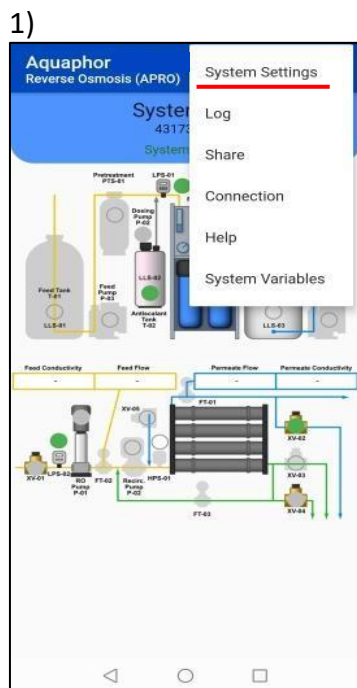 1)
Aquaphor
Reverse Osmosis (APRO)
System Settings
Log
Share
Connection
Help
System Variables
Syste
4317
System
Pretreatment
PTS-01
LPS-01
Dosing
Pump
P-02
LLS-02
Feed Tank
T-01
LLS-01
Feed
Pump
P-03
Antiscalant
Tank
T-02
LLS-03
Feed Conductivity
Feed Flow
Permeate Flow
Permeate Conductivity
-
-
-
-
FT-01
XV-05
XV-02
XV-01
LPS-02
RO
Pump
P-01
FT-02
Recirc.
Pump
P-02
HPS-01
XV-03
FT-03
XV-04